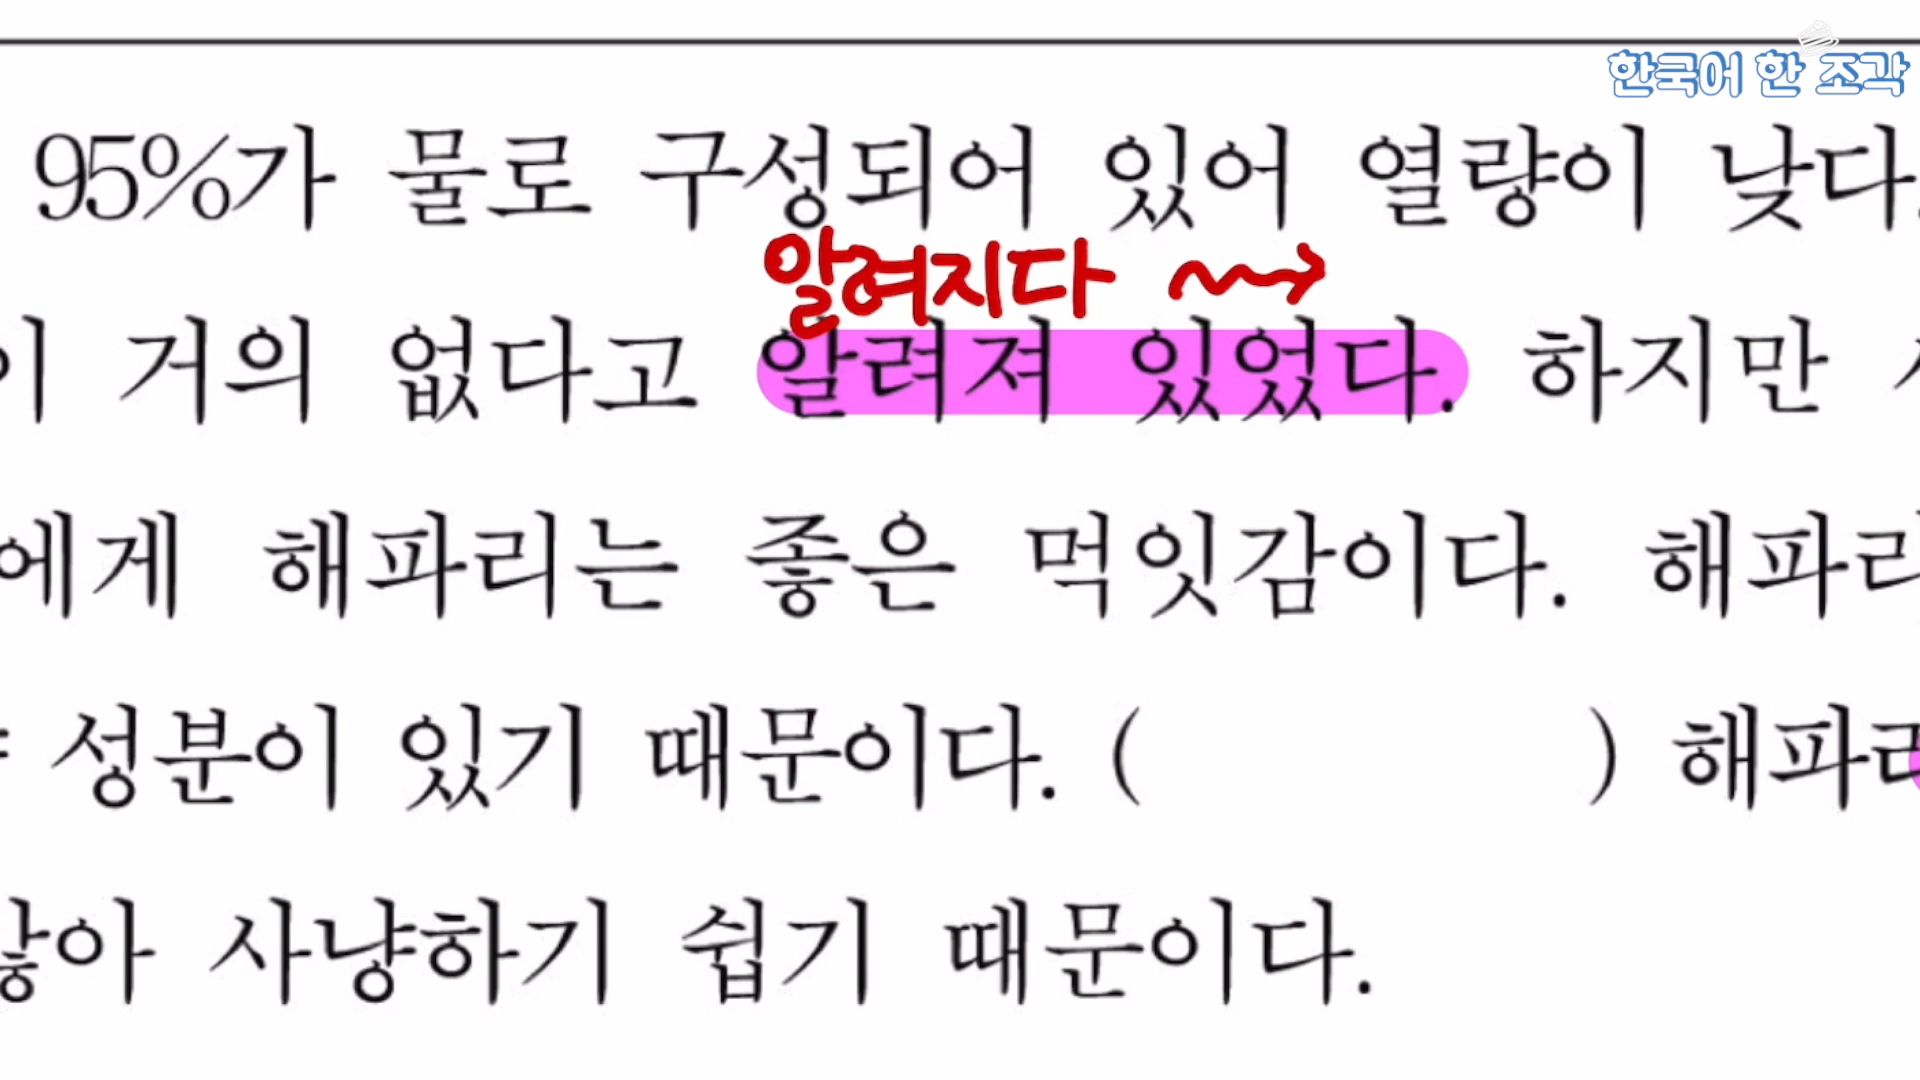 한국어 한 조각
95%가 물로 구성되어 있어 열량이 낮다.
알려지다
이 거의 없다고 알려져 있었다. 하지만
에게 해파리는 좋은 먹잇감이다. 해파리
성분이 있기 때문이다. ( ) 해파리
않아 사냥하기 쉽기 때문이다.